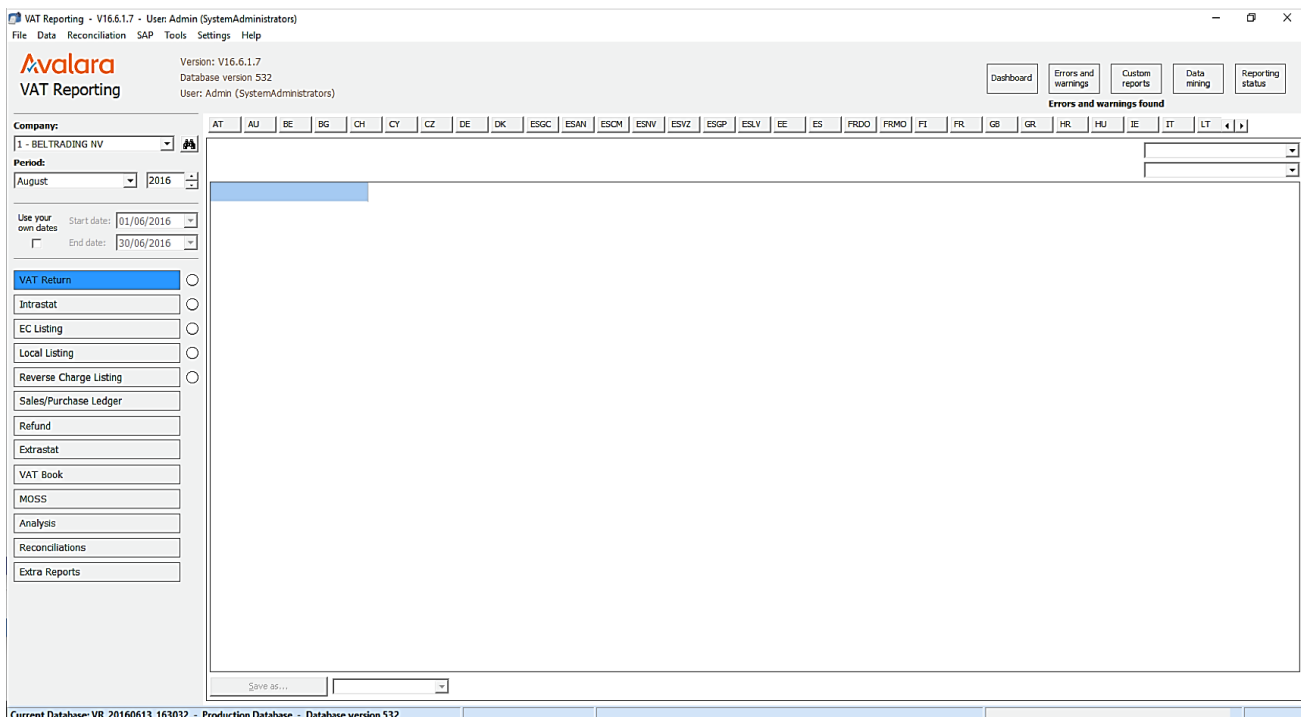 VAT Reporting - V16.6.1.7 - User: Admin (SystemAdministrators)
File Data Reconciliation SAP Tools Settings Help
Avalara
VAT Reporting
Version: V16.6.1.7
Database version 532
User: Admin (SystemAdministrators)
Dashboard
Errors and warnings
Custom reports
Data mining
Reporting status
Errors and warnings found
Company:
1 - BELTRADING NV
Period:
August 2016
Use your own dates
Start date: 01/06/2016
End date: 30/06/2016
AT AU BE BG CH CY CZ DE DK ESGC ESAN ESCM ESNV ESVZ ESGP ESLV EE ES FRDO FRMO FI FR GB GR HR HU IE IT LT
VAT Return
Intrastat
EC Listing
Local Listing
Reverse Charge Listing
Sales/Purchase Ledger
Refund
Extrastat
VAT Book
MOSS
Analysis
Reconciliations
Extra Reports
Save as...
Current Database: VR_20160613_163032 - Production Database - Database version 532